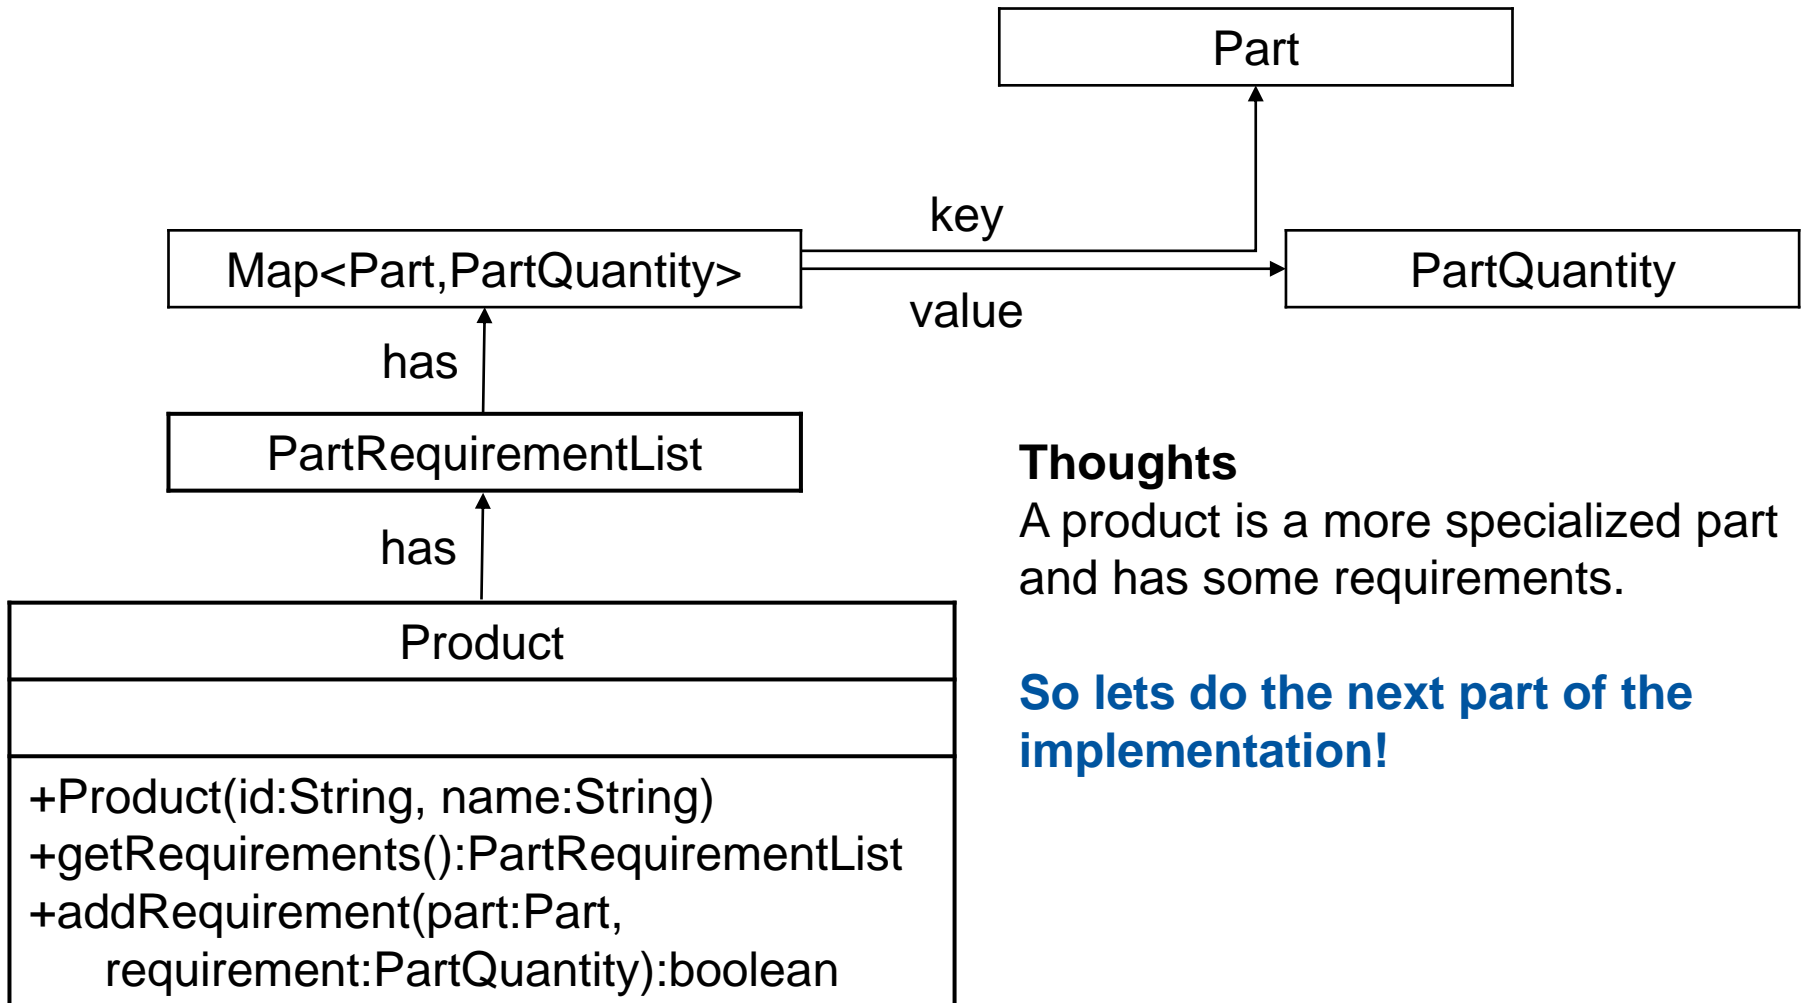 Part
key
Map<Part,PartQuantity>
PartQuantity
value
has
PartRequirementList
has
Product
+Product(id:String, name:String)
+getRequirements():PartRequirementList
+addRequirement(part:Part,
requirement:PartQuantity):boolean
Thoughts
A product is a more specialized part
and has some requirements.
So lets do the next part of the
implementation!